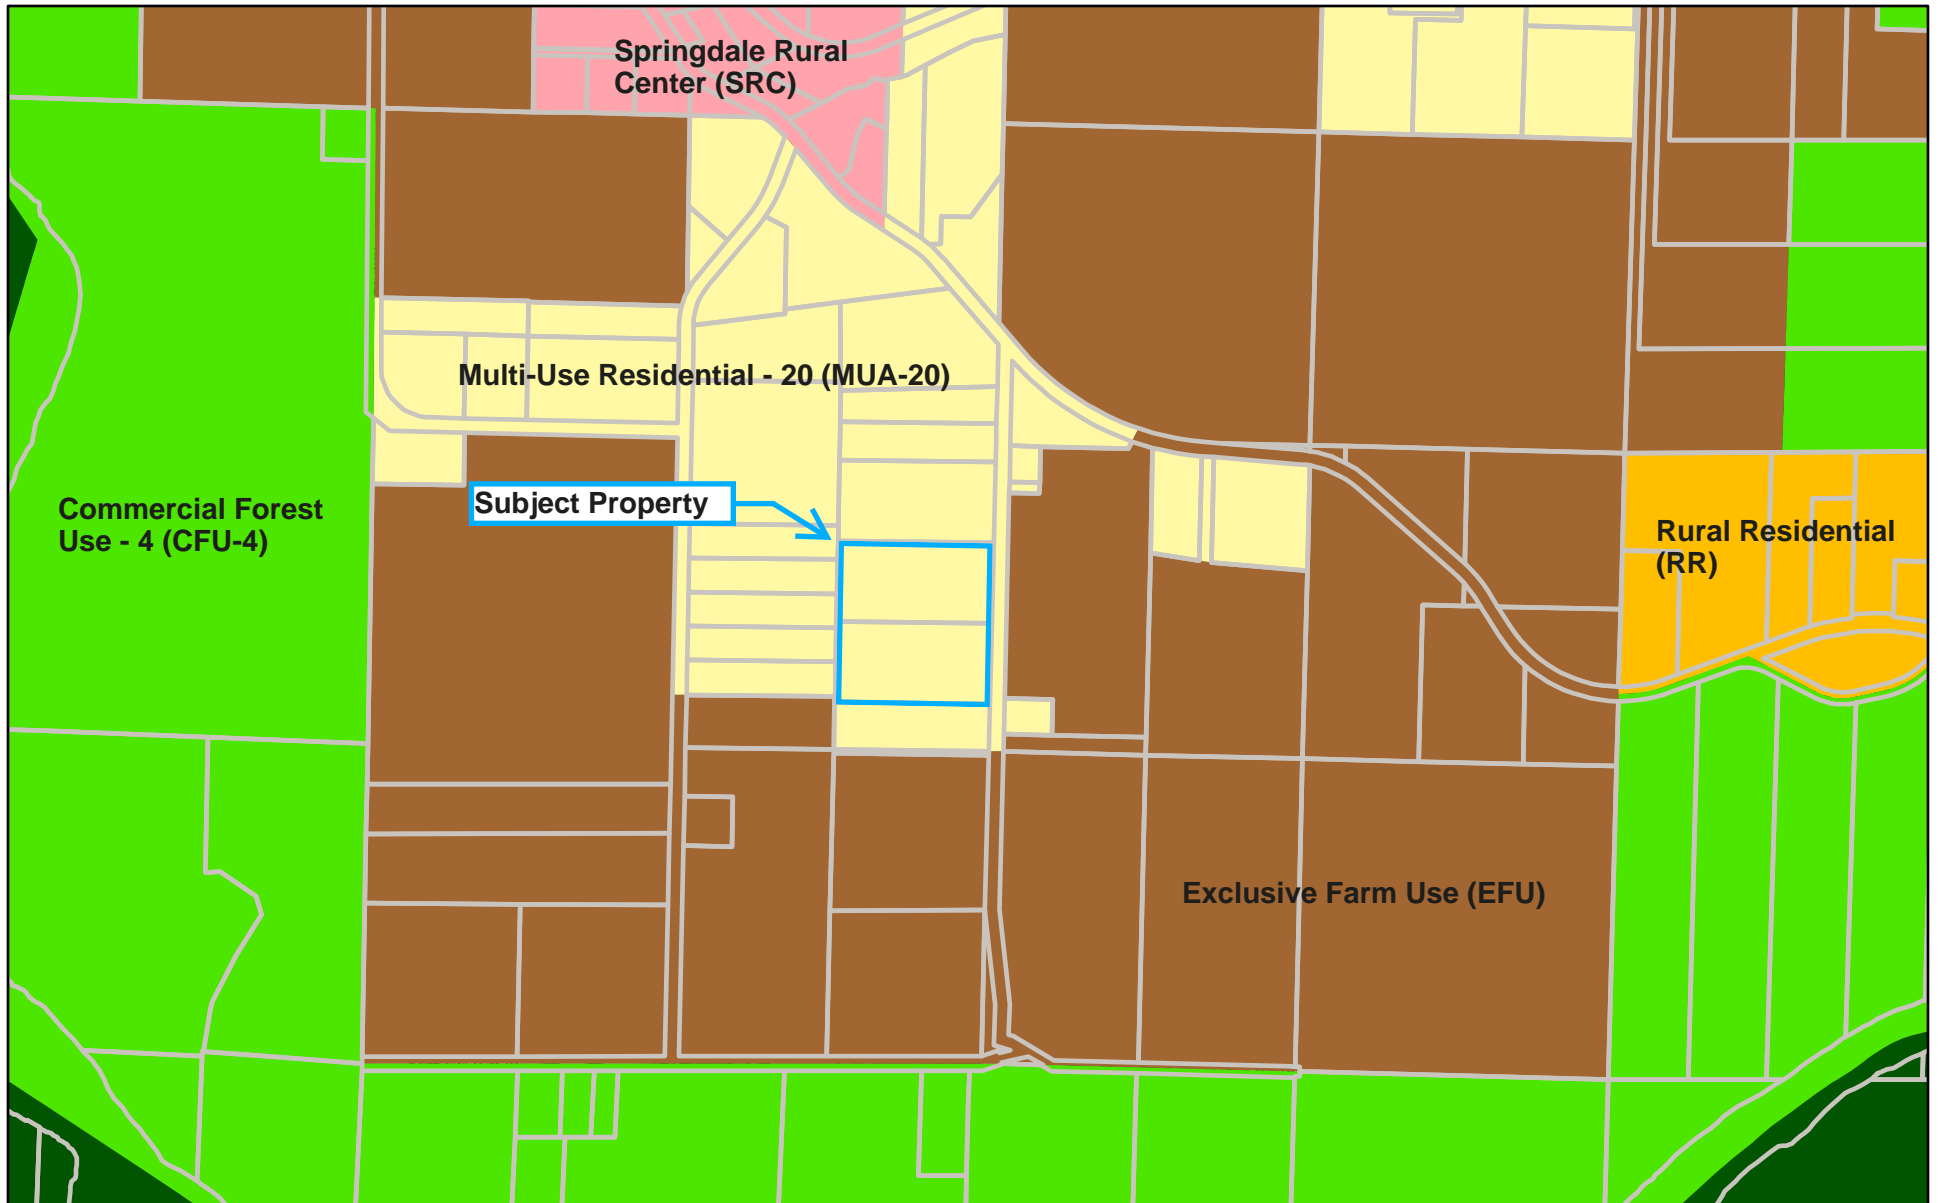 Springdale Rural
Center (SRC)
Multi-Use Residential - 20 (MUA-20)
Subject Property
Commercial Forest
Use - 4 (CFU-4)
Rural Residential
(RR)
Exclusive Farm Use (EFU)